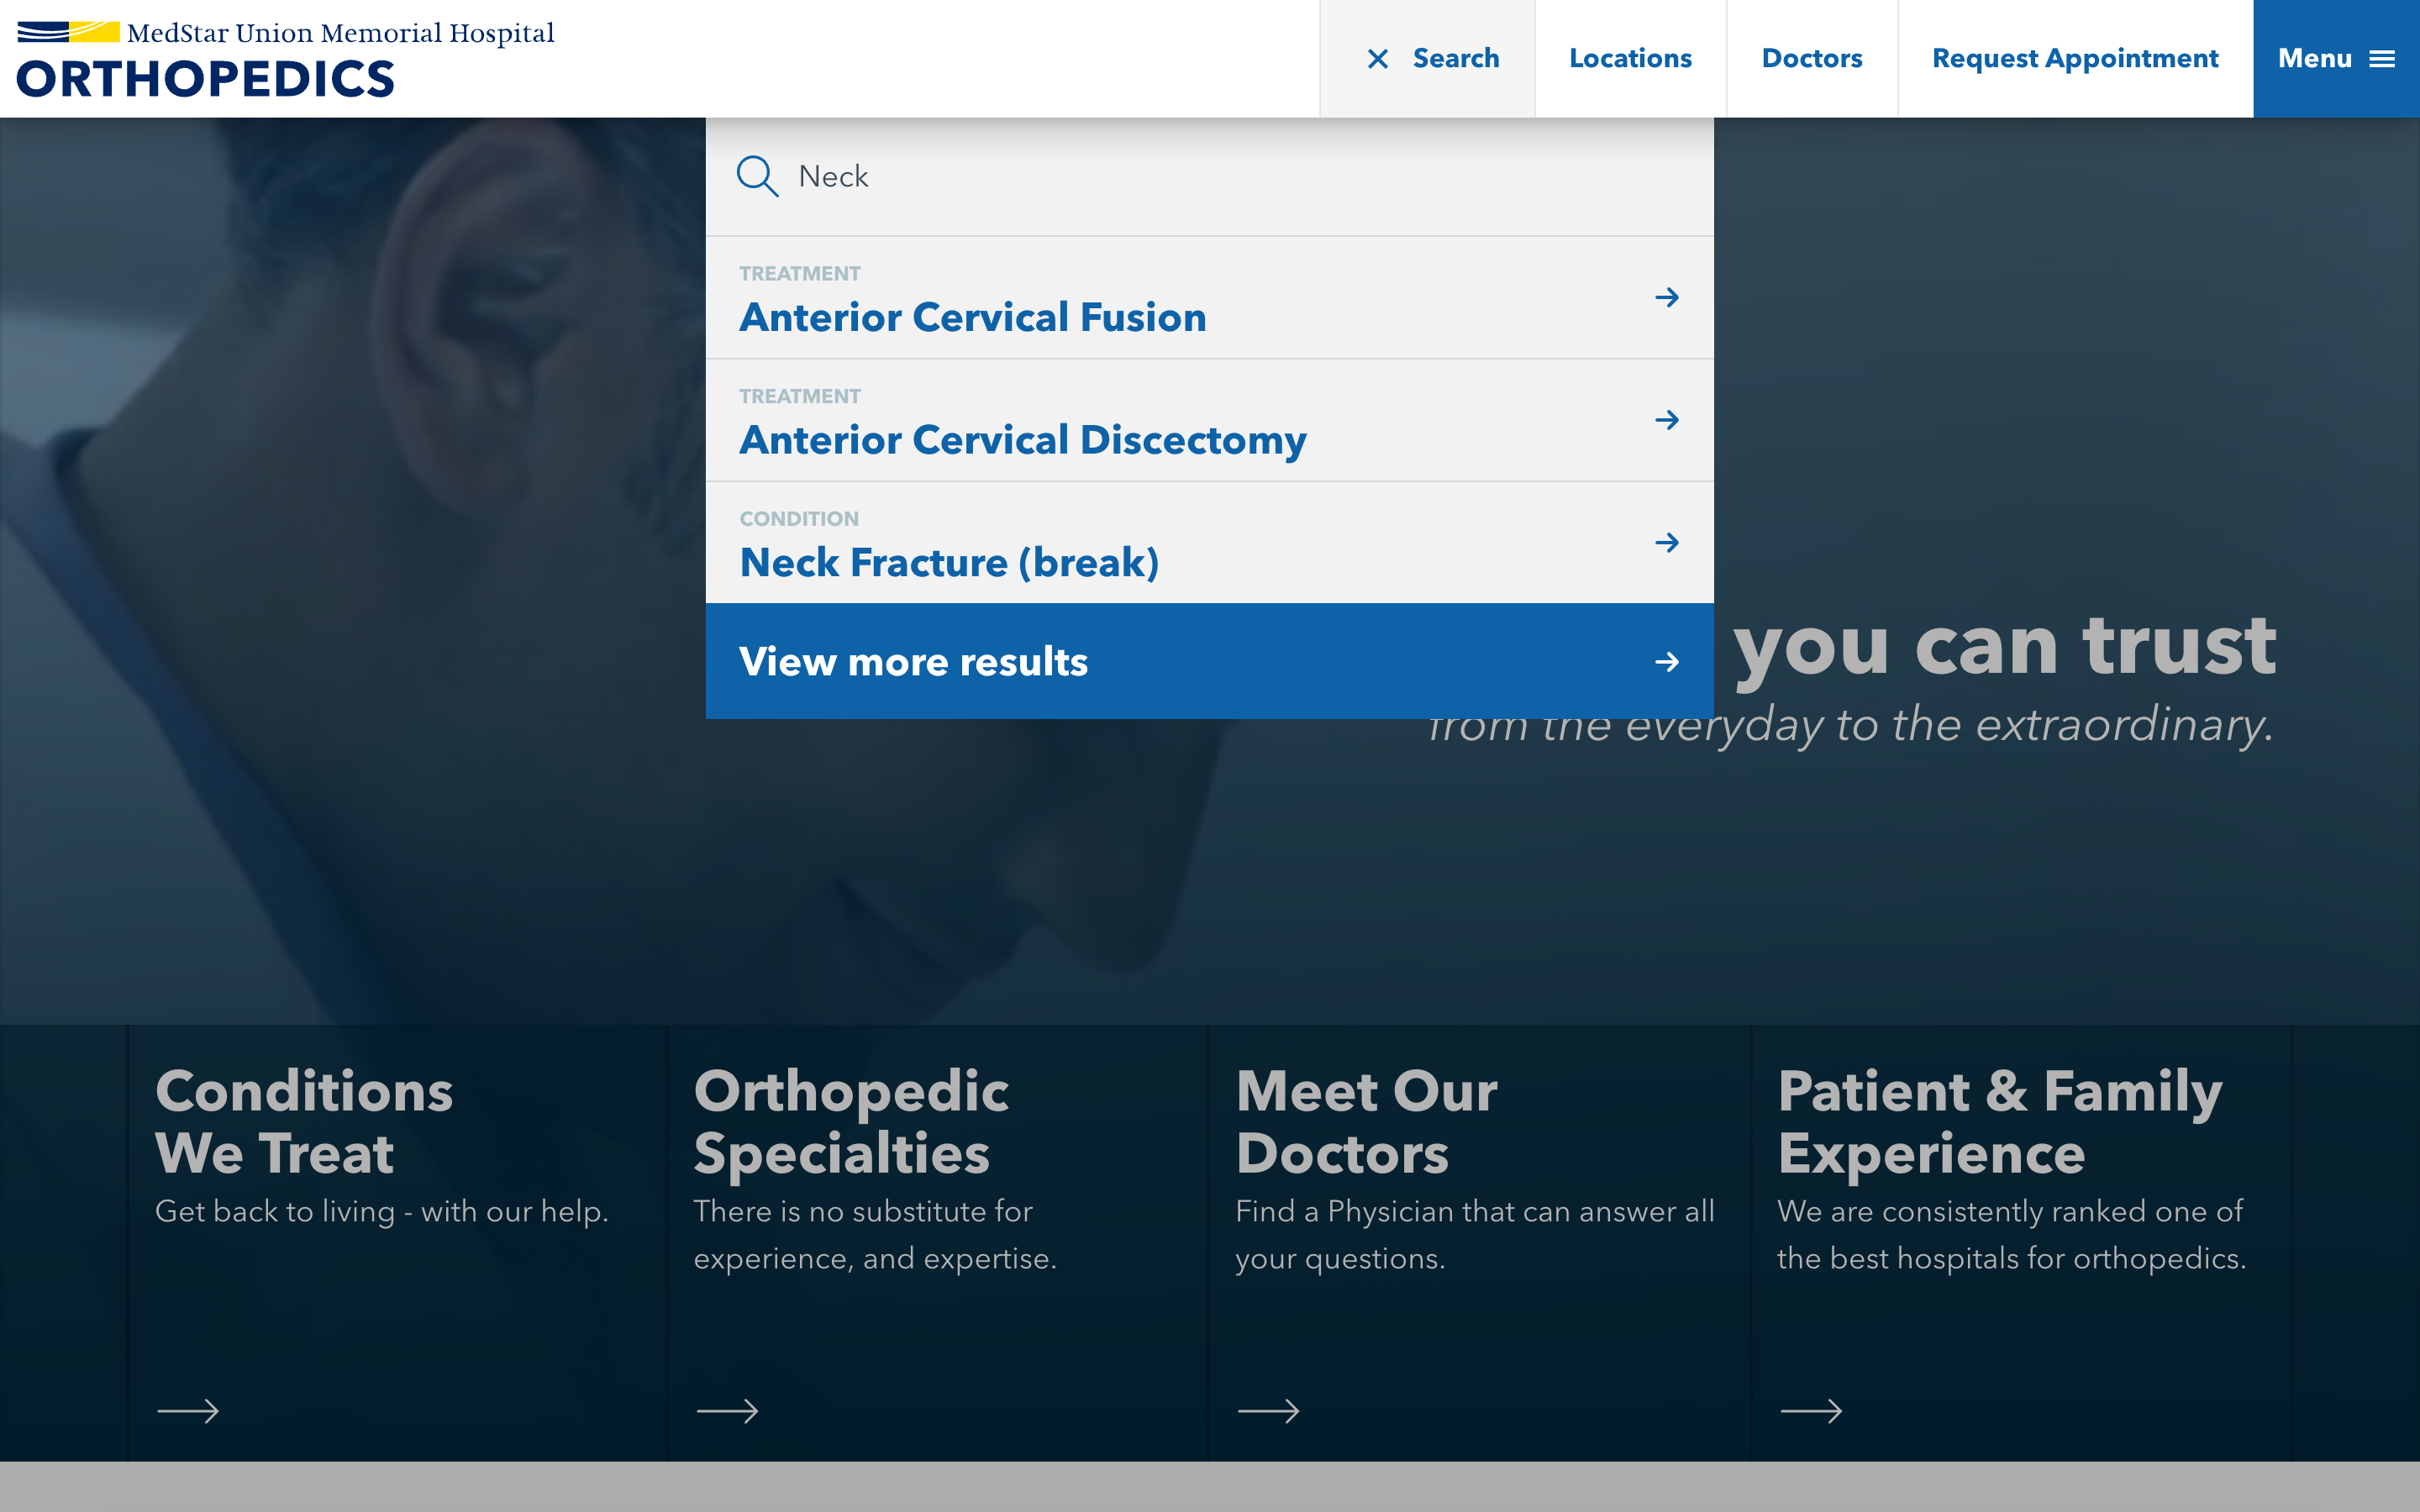 MedStar Union Memorial Hospital
ORTHOPEDICS
Search
Locations
Doctors
Request Appointment
Menu
Neck
TREATMENT
Anterior Cervical Fusion
TREATMENT
Anterior Cervical Discectomy
CONDITION
Neck Fracture (break)
View more results
you can trust
from the everyday to the extraordinary.
Conditions
We Treat
Get back to living - with our help.
Orthopedic
Specialties
There is no substitute for
experience, and expertise.
Meet Our
Doctors
Find a Physician that can answer all
your questions.
Patient & Family
Experience
We are consistently ranked one of
the best hospitals for orthopedics.